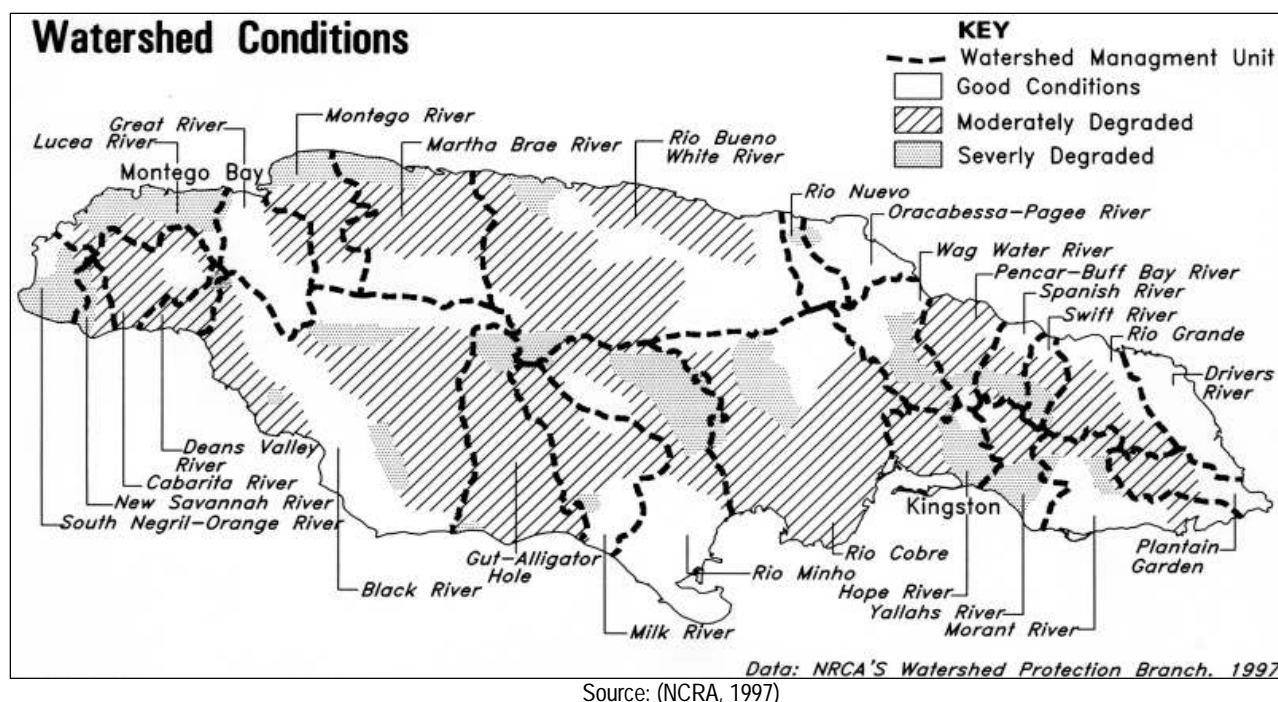 Watershed Conditions
KEY
Watershed Managment Unit
Good Conditions
Moderately Degraded
Severly Degraded
Montego River
Great River
Lucea River
Montego Bay
Martha Brae River
Rio Bueno
White River
Rio Nuevo
Oracabessa-Pagee River
Wag Water River
Pencar-Buff Bay River
Spanish River
Swift River
Rio Grande
Drivers
River
Deans Valley
River
Cabarita River
New Savannah River
South Negril-Orange River
Black River
Gut-Alligator
Hole
Milk River
Rio Minho
Rio Cobre
Kingston
Hope River
Yallahs River
Morant River
Plantain
Garden
Data: NRCA'S Watershed Protection Branch. 1997
Source: (NCRA, 1997)